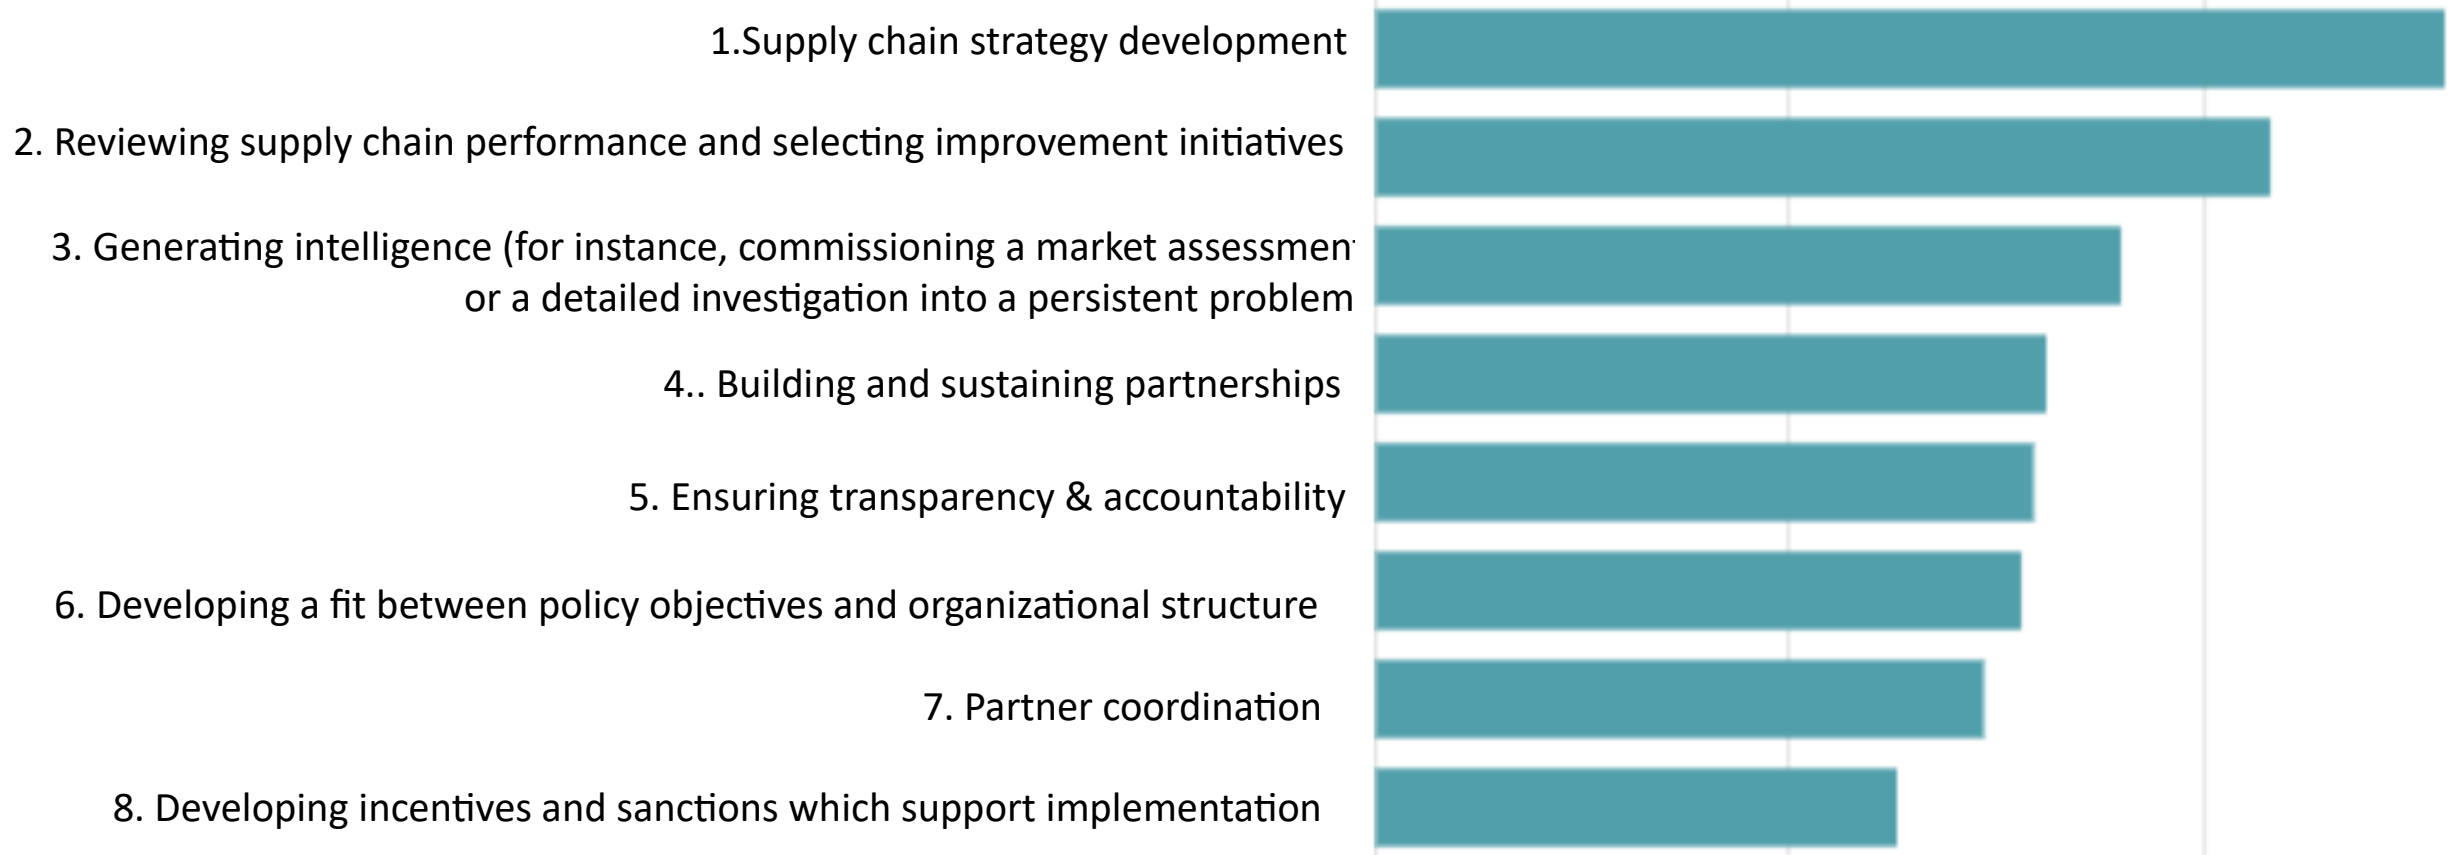 1.Supply chain strategy development
2. Reviewing supply chain performance and selecting improvement initiatives
3. Generating intelligence (for instance, commissioning a market assessment
or a detailed investigation into a persistent problem
4.. Building and sustaining partnerships
5. Ensuring transparency & accountability
6. Developing a fit between policy objectives and organizational structure
7. Partner coordination
8. Developing incentives and sanctions which support implementation